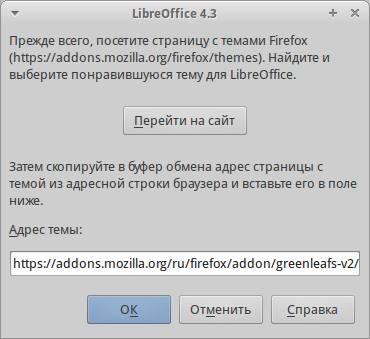 LibreOffice 4.3
Прежде всего, посетите страницу с темами Firefox
(https://addons.mozilla.org/firefox/themes). Найдите и
выберите понравившуюся тему для LibreOffice.
Перейти на сайт
Затем скопируйте в буфер обмена адрес страницы с
темой из адресной строки браузера и вставьте его в поле
ниже.
Адрес темы:
https://addons.mozilla.org/ru/firefox/addon/greenleafs-v2/
OK Отменить Справка